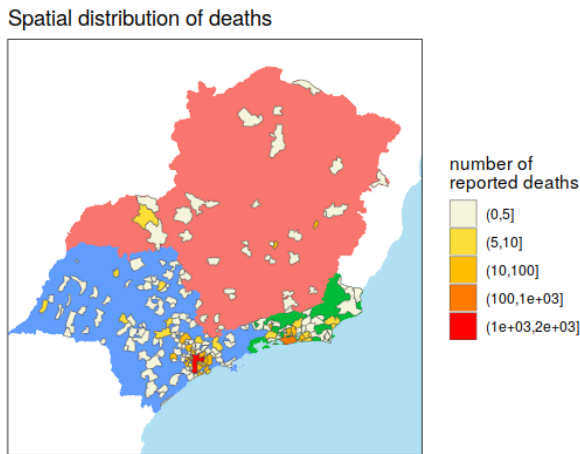 Spatial distribution of deaths
number of
reported deaths
(0,5]
(5,10]
(10,100]
(100,1e+03]
(1e+03,2e+03]